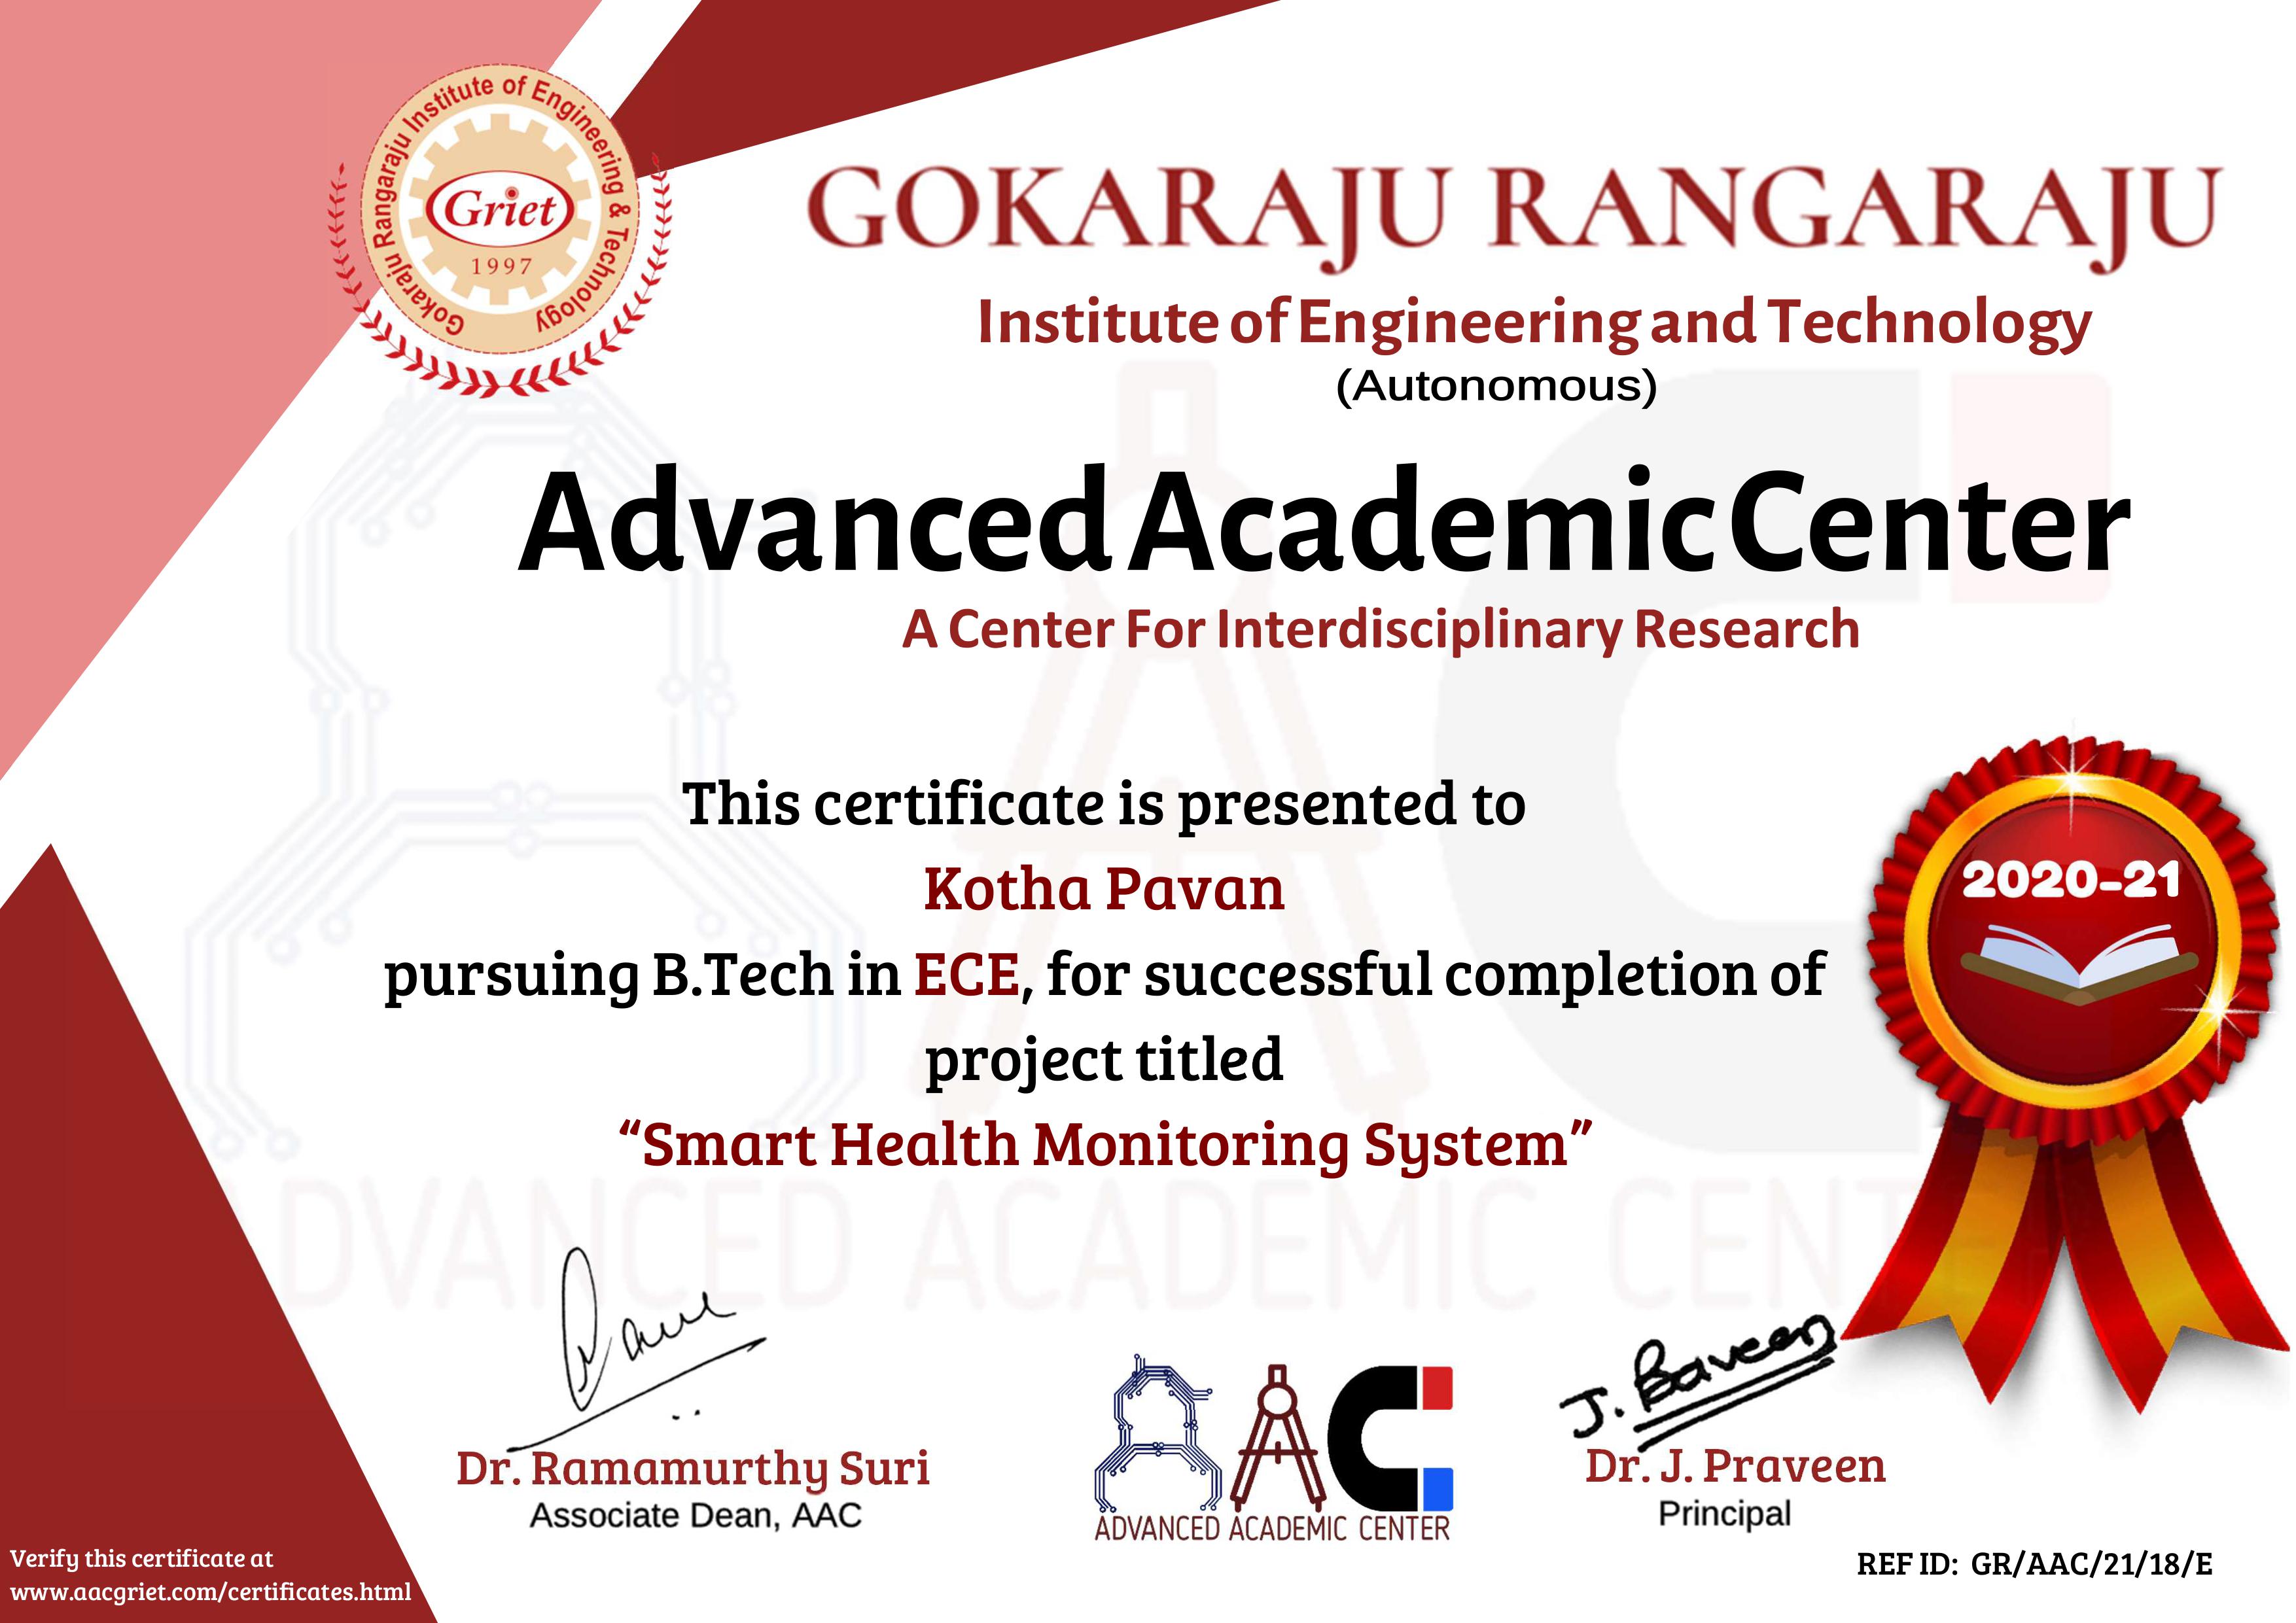 Gokaraju Rangaraju Institute of Engineering & Technology
Griet
1997
GOKARAJU RANGARAJU
Institute of Engineering and Technology
(Autonomous)
Advanced Academic Center
A Center For Interdisciplinary Research
This certificate is presented to
Kotha Pavan
pursuing B.Tech in ECE, for successful completion of
project titled
“Smart Health Monitoring System”
2020-21
ADVANCED ACADEMIC CENT
J. Praveen
Dr. Ramamurthy Suri
Associate Dean, AAC
AAC
ADVANCED ACADEMIC CENTER
Dr. J. Praveen
Principal
Verify this certificate at
www.aacgriet.com/certificates.html
REF ID: GR/AAC/21/18/E